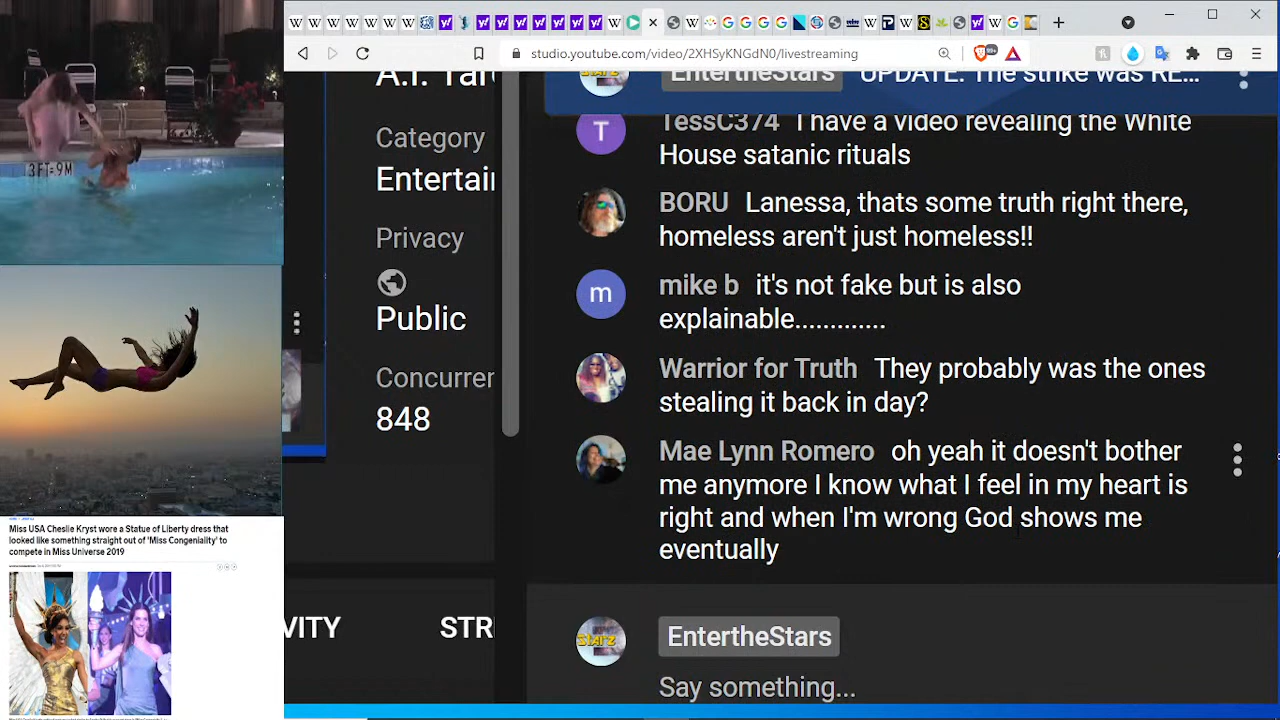 studio.youtube.com/video/2XHSyKNGdN0/livestreaming
99+
3FT=9M
Miss USA Cheslie Kryst wore a Statue of Liberty dress that
looked like something straight out of 'Miss Congeniality' to
compete in Miss Universe 2019
A.I. Tar
Category
Entertai
Privacy
Public
Concurrer
848
VITY
STR
EntertheStars UPDATE: The strike was RE...
TessC374 I have a video revealing the White
House satanic rituals
BORU Lanessa, thats some truth right there,
homeless aren't just homeless!!
m
mike b it's not fake but is also
explainable.............
Warrior for Truth They probably was the ones
stealing it back in day?
Mae Lynn Romero oh yeah it doesn't bother
me anymore I know what I feel in my heart is
right and when I'm wrong God shows me
eventually
EntertheStars
Say something...